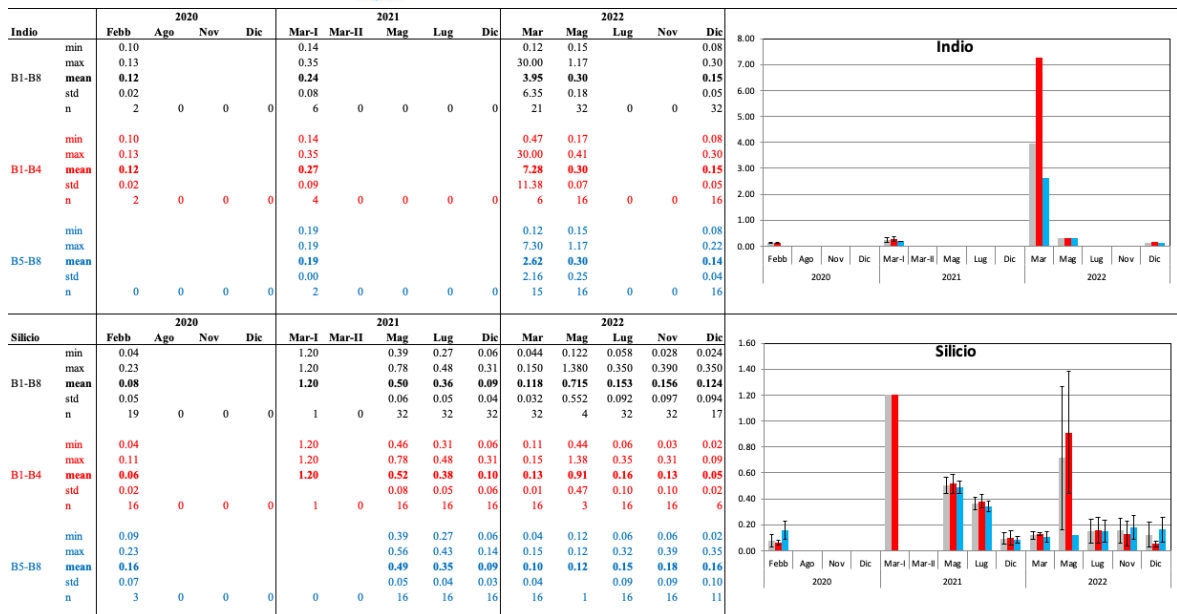 2020 2021 2022
Indio Febb Ago Nov Dic Mar-I Mar-II Mag Lug Dic Mar Mag Lug Nov Dic
min 0.10 0.14 0.12 0.15 0.08
max 0.13 0.35 30.00 1.17 0.30
B1-B8 mean 0.12 0.24 3.95 0.30 0.15
std 0.02 0.08 6.35 0.18 0.05
n 2 0 0 0 6 0 0 0 0 21 32 0 0 32
min 0.10 0.14 0.47 0.17 0.08
max 0.13 0.35 30.00 0.41 0.30
B1-B4 mean 0.12 0.27 7.28 0.30 0.15
std 0.02 0.09 11.38 0.07 0.05
n 2 0 0 0 4 0 0 0 0 6 16 0 0 16
min 0.19 0.12 0.15 0.08
max 0.19 7.30 1.17 0.22
B5-B8 mean 0.19 2.62 0.30 0.14
std 0.00 2.16 0.25 0.04
n 0 0 0 0 2 0 0 0 0 15 16 0 0 16
Indio
8.00
7.00
6.00
5.00
4.00
3.00
2.00
1.00
0.00
Febb Ago Nov Dic Mar-I Mar-II Mag Lug Dic Mar Mag Lug Nov Dic
2020 2021 2022
2020 2021 2022
Silicio Febb Ago Nov Dic Mar-I Mar-II Mag Lug Dic Mar Mag Lug Nov Dic
min 0.04 1.20 0.39 0.27 0.06 0.044 0.122 0.058 0.028 0.024
max 0.23 1.20 0.78 0.48 0.31 0.150 1.380 0.350 0.390 0.350
B1-B8 mean 0.08 1.20 0.50 0.36 0.09 0.118 0.715 0.153 0.156 0.124
std 0.05 0.06 0.05 0.04 0.032 0.552 0.092 0.097 0.094
n 19 0 0 0 1 0 32 32 32 32 4 32 32 17
min 0.04 1.20 0.46 0.31 0.06 0.11 0.44 0.06 0.03 0.02
max 0.11 1.20 0.78 0.48 0.31 0.15 1.38 0.35 0.31 0.09
B1-B4 mean 0.06 1.20 0.52 0.38 0.10 0.13 0.91 0.16 0.13 0.05
std 0.02 0.08 0.05 0.06 0.01 0.47 0.10 0.10 0.02
n 16 0 0 0 1 0 16 16 16 16 3 16 16 6
min 0.09 0.39 0.27 0.06 0.04 0.12 0.06 0.06 0.02
max 0.23 0.56 0.43 0.14 0.15 0.12 0.32 0.39 0.35
B5-B8 mean 0.16 0.49 0.35 0.09 0.10 0.12 0.15 0.18 0.16
std 0.07 0.05 0.04 0.03 0.04 0.09 0.09 0.10
n 3 0 0 0 0 0 16 16 16 16 1 16 16 11
Silicio
1.60
1.40
1.20
1.00
0.80
0.60
0.40
0.20
0.00
Febb Ago Nov Dic Mar-I Mar-II Mag Lug Dic Mar Mag Lug Nov Dic
2020 2021 2022